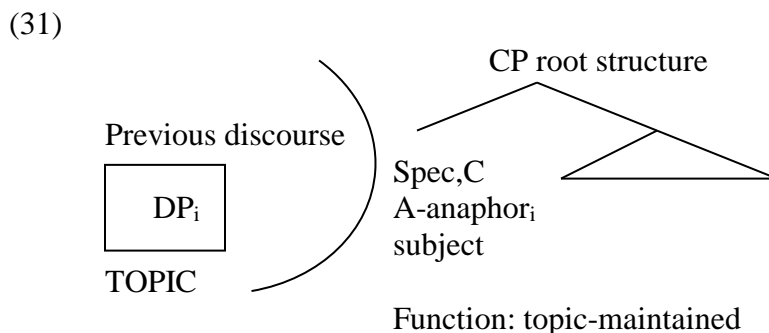 (31)
CP root structure
Previous discourse
DPi
TOPIC
Spec,C
A-anaphori
subject
Function: topic-maintained